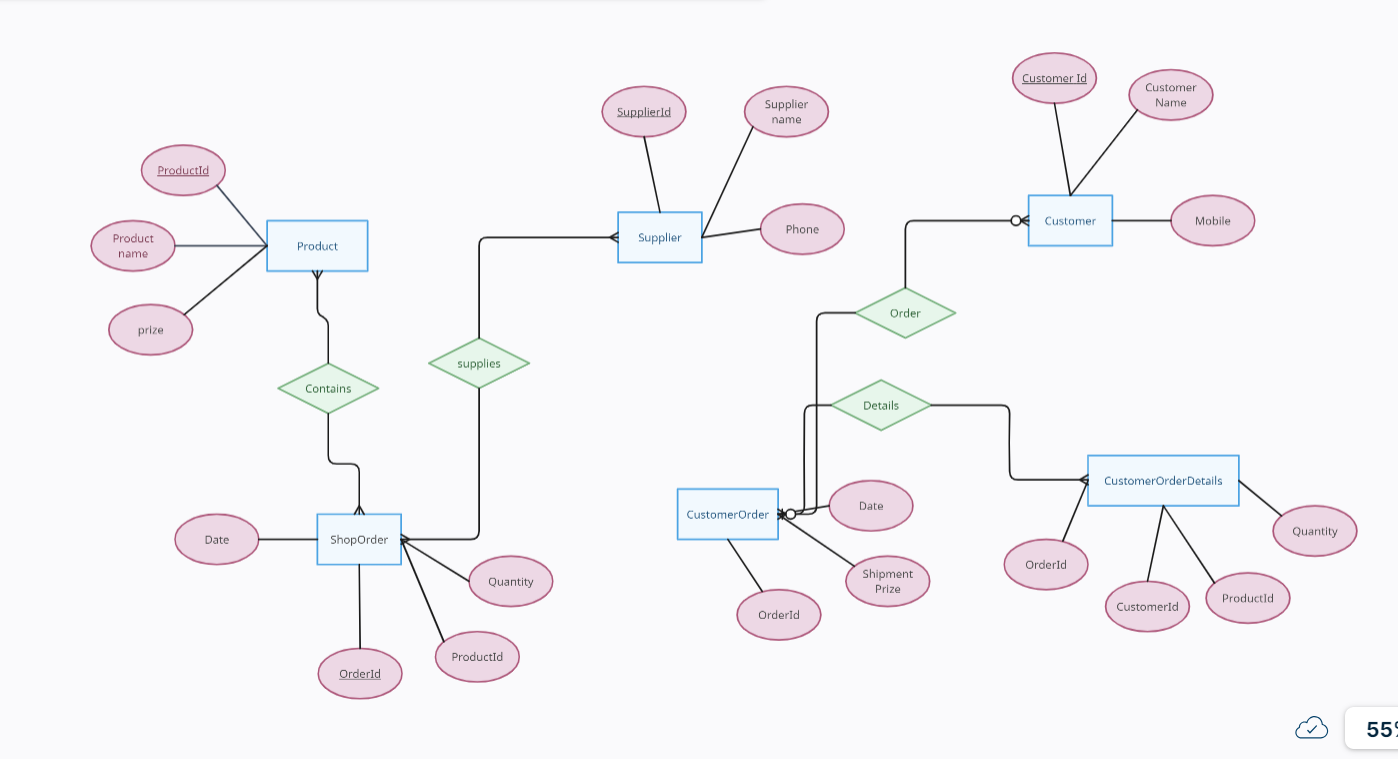 Customer Id
Customer
Name
SupplierId
Supplier
name
ProductId
Product
name
Product
Supplier
Phone
Customer
Mobile
prize
Order
supplies
Contains
Details
CustomerOrderDetails
CustomerOrder
Date
Quantity
Date
ShopOrder
Quantity
Shipment
Prize
OrderId
CustomerId
ProductId
OrderId
ProductId
OrderId
55%